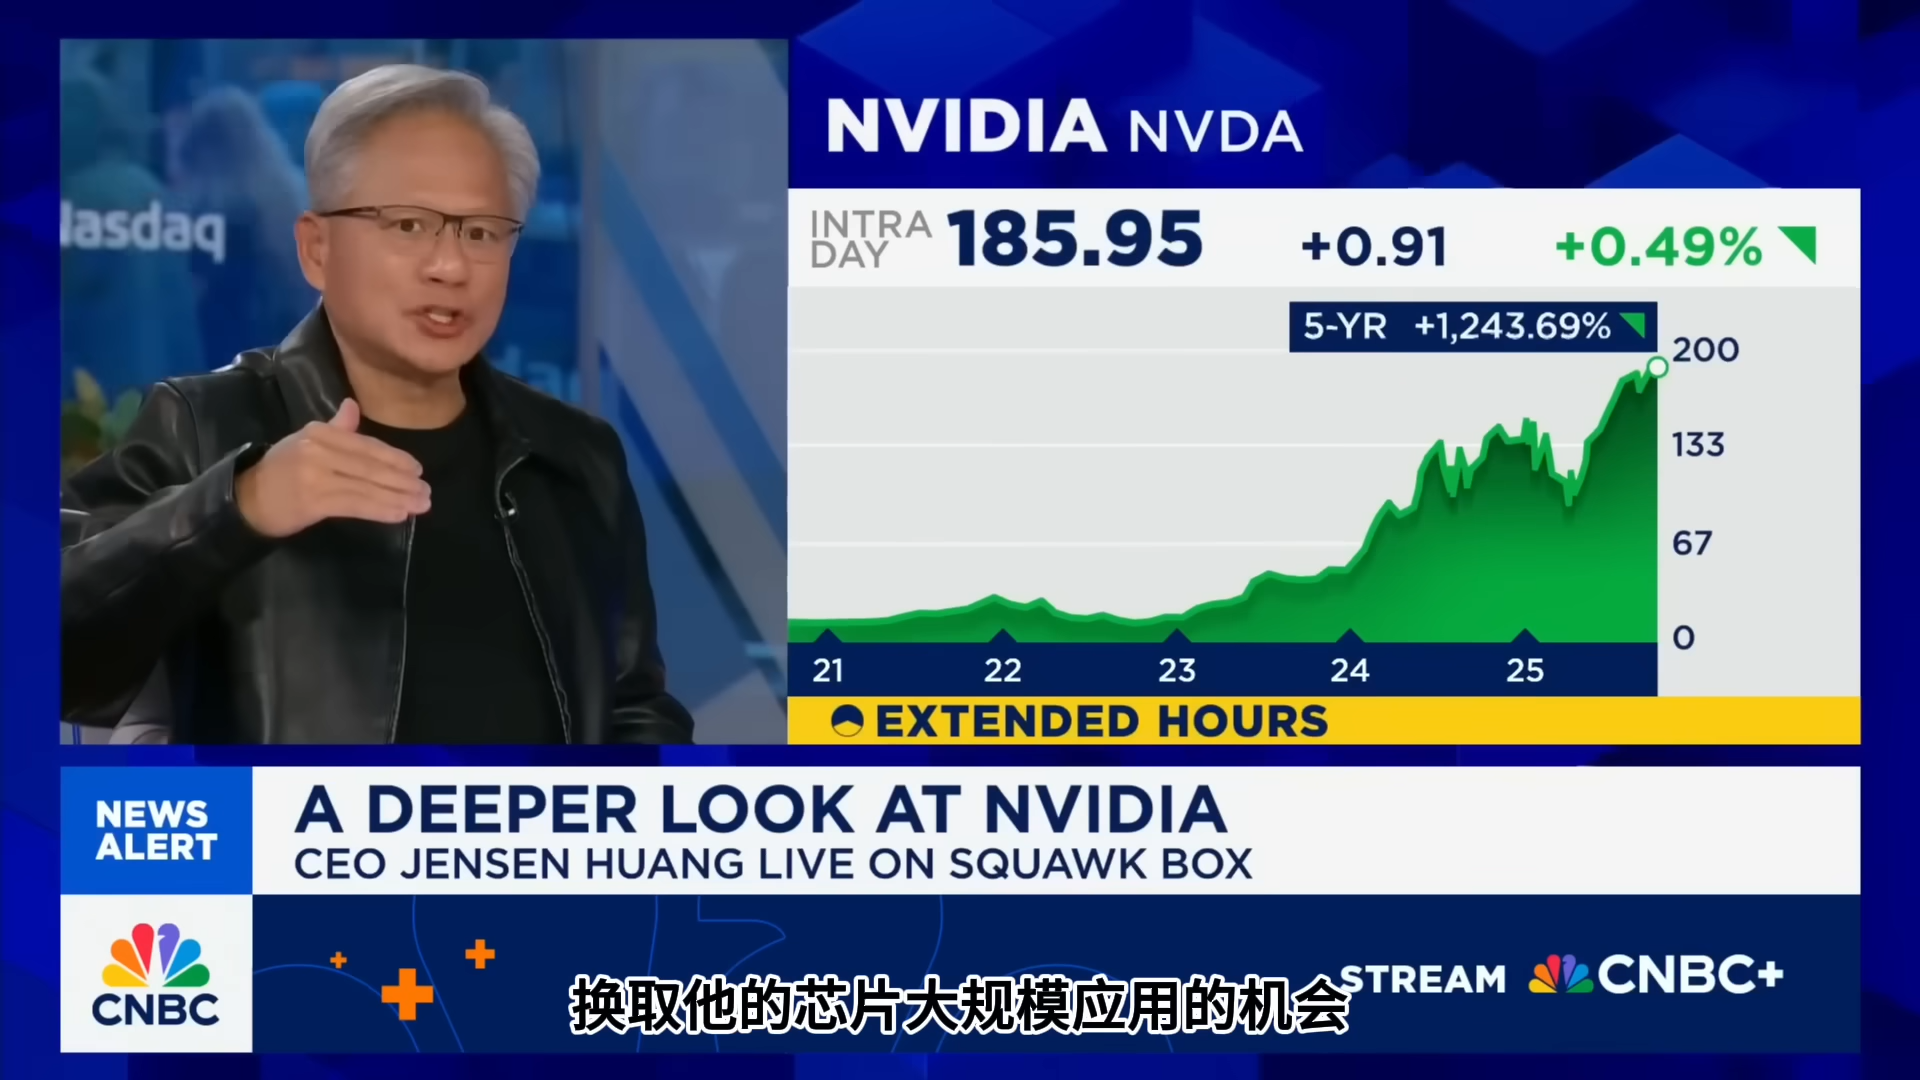 Nasdaq
NVIDIA NVDA
INTRA DAY 185.95 +0.91 +0.49%
5-YR +1,243.69%
200
133
67
0
21 22 23 24 25
EXTENDED HOURS
NEWS ALERT
A DEEPER LOOK AT NVIDIA
CEO JENSEN HUANG LIVE ON SQUAWK BOX
CNBC
STREAM CNBC+
换取他的芯片大规模应用的机会